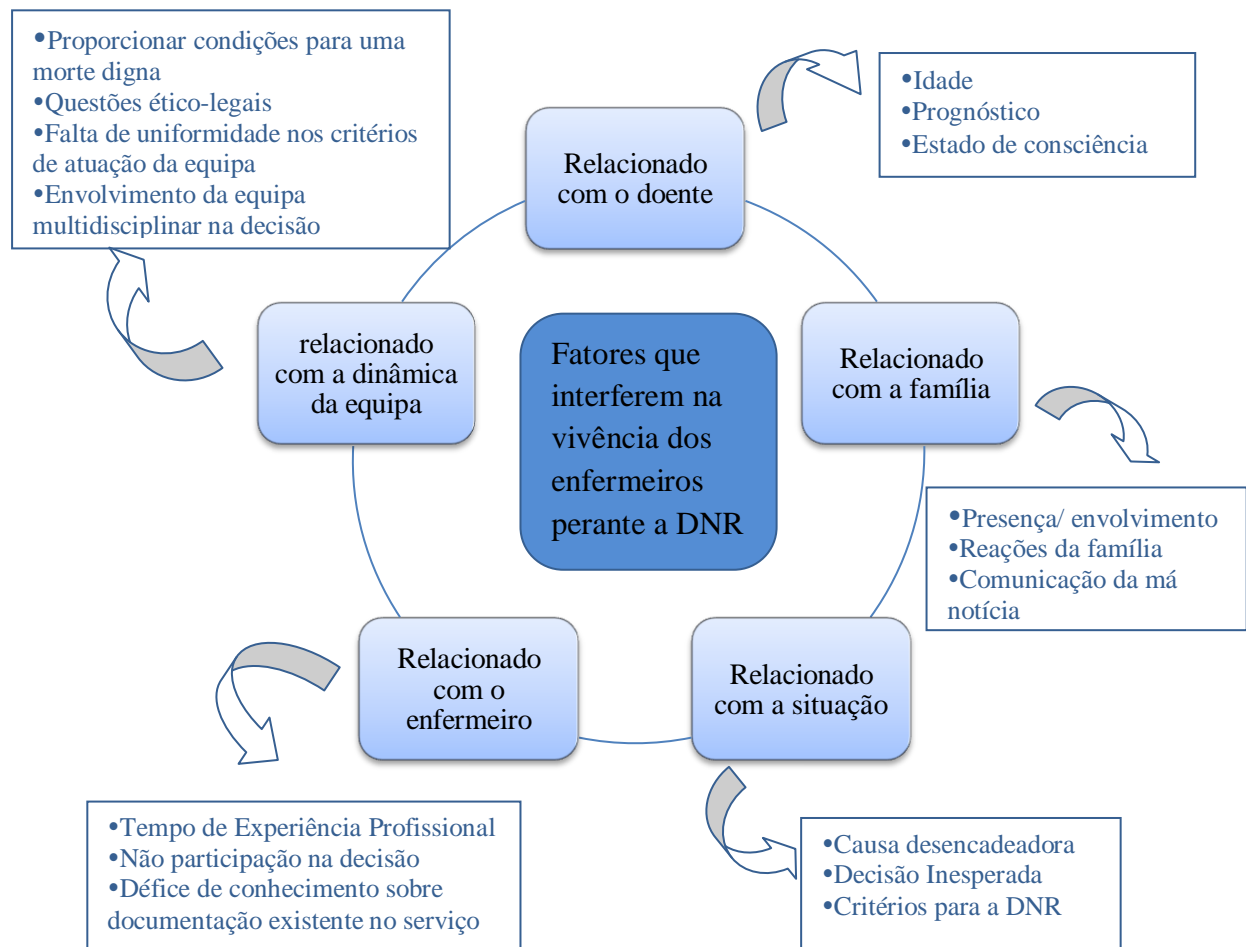 •Proporcionar condições para uma
morte digna
•Questões ético-legais
•Falta de uniformidade nos critérios
de atuação da equipa
•Envolvimento da equipa
multidisciplinar na decisão
•Idade
•Prognóstico
•Estado de consciência
Relacionado
com o doente
relacionado
com a dinâmica
da equipa
Fatores que
interferem na
vivência dos
enfermeiros
perante a DNR
Relacionado
com a família
•Presença/ envolvimento
•Reações da família
•Comunicação da má
notícia
Relacionado
com o
enfermeiro
Relacionado
com a situação
•Tempo de Experiência Profissional
•Não participação na decisão
•Défice de conhecimento sobre
documentação existente no serviço
•Causa desencadeadora
•Decisão Inesperada
•Critérios para a DNR